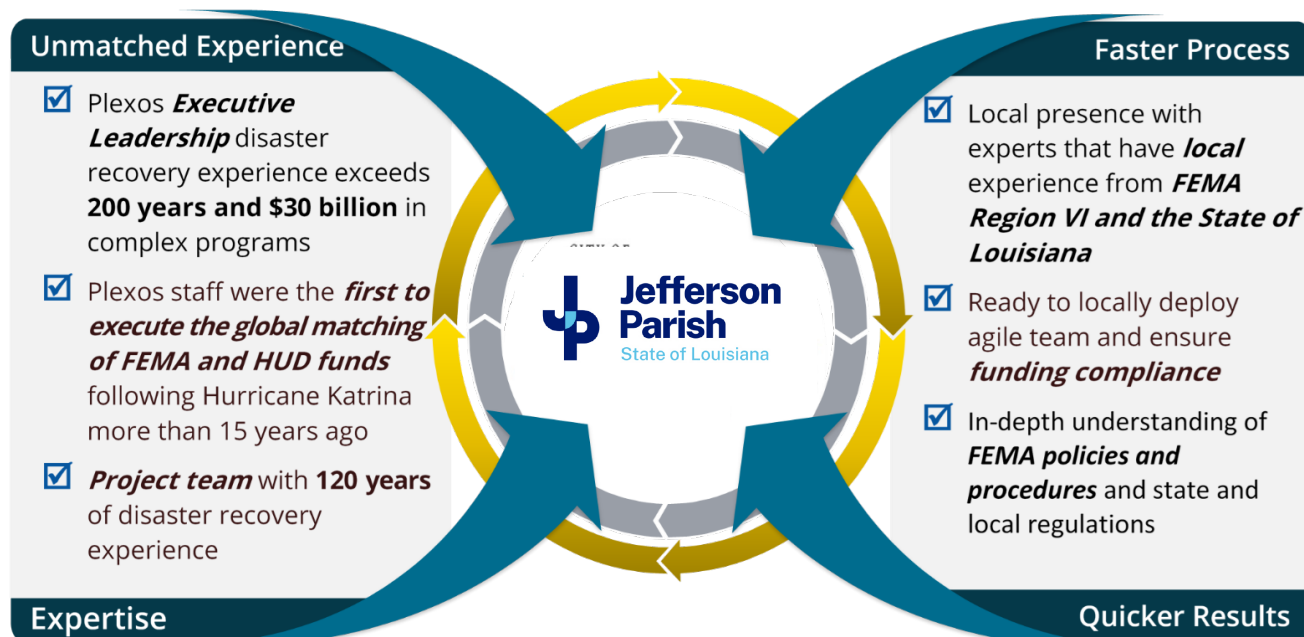 Unmatched Experience
Plexos Executive
Leadership disaster
recovery experience exceeds
200 years and $30 billion in
complex programs
Plexos staff were the first to
execute the global matching
of FEMA and HUD funds
following Hurricane Katrina
more than 15 years ago
Project team with 120 years
of disaster recovery
experience
Expertise
Jefferson
Parish
State of Louisiana
Faster Process
Local presence with
experts that have local
experience from FEMA
Region VI and the State of
Louisiana
Ready to locally deploy
agile team and ensure
funding compliance
In-depth understanding of
FEMA policies and
procedures and state and
local regulations
Quicker Results